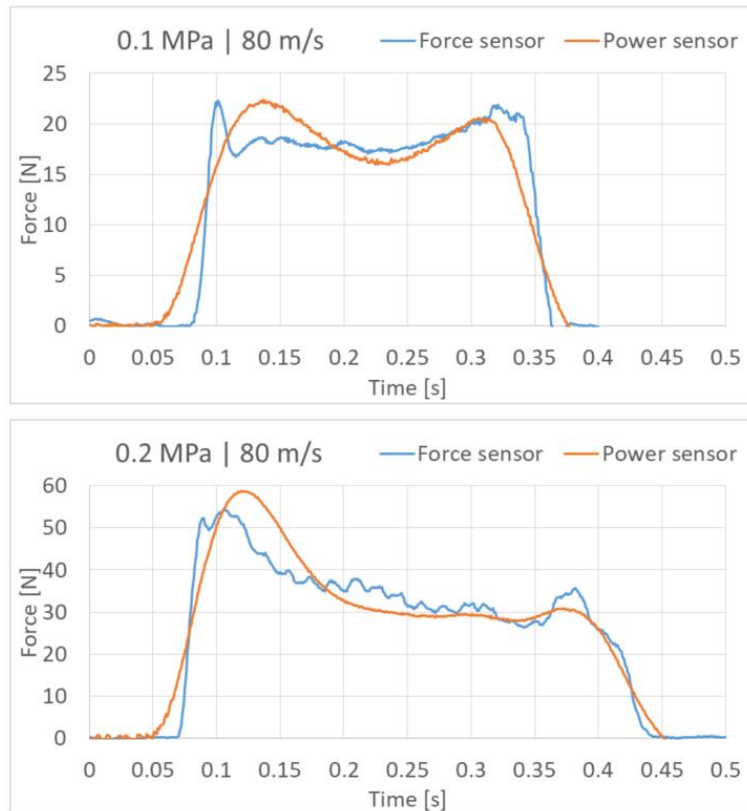 0.1 MPa | 80 m/s Force sensor Power sensor
25
20
15
10
5
0
Force [N]
0 0.05 0.1 0.15 0.2 0.25 0.3 0.35 0.4 0.45 0.5
Time [s]
0.2 MPa | 80 m/s Force sensor Power sensor
60
50
40
30
20
10
0
Force [N]
0 0.05 0.1 0.15 0.2 0.25 0.3 0.35 0.4 0.45 0.5
Time [s]